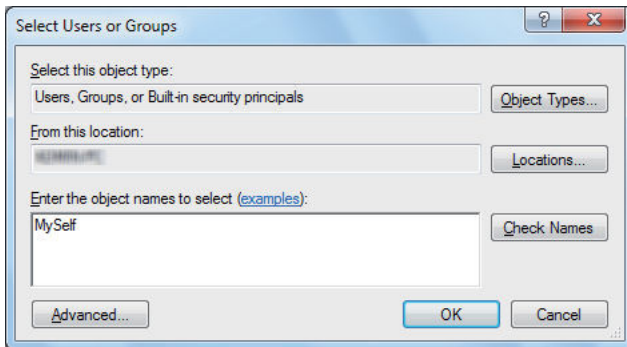 Select Users or Groups
Select this object type:
Users, Groups, or Built-in security principals
Object Types...
From this location:
Locations...
Enter the object names to select (examples):
MySelf
Check Names
Advanced...
OK
Cancel